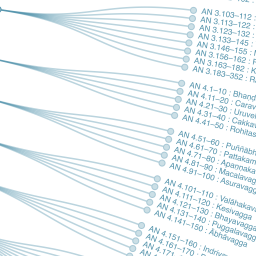 AN 3.103–112 :
AN 3.113–122 :
AN 3.123–132 :
AN 3.133–145 :
AN 3.146–155 :
AN 3.156–162 :
AN 3.163–182 :
AN 3.183–352 :
AN 4.1–10 : Bhand
AN 4.11–20 : Carav
AN 4.21–30 : Uruve
AN 4.31–40 : Cakka
AN 4.41–50 : Rohitas
AN 4.51–60 : Puññābh
AN 4.61–70 : Pattakam
AN 4.71–80 : Apaṇṇaka
AN 4.81–90 : Macalavag
AN 4.91–100 : Asuravagg
AN 4.101–110 : Valāhakav
AN 4.111–120 : Kesivagga
AN 4.121–130 : Bhayavagga
AN 4.131–140 : Puggalavagg
AN 4.141–150 : Ābhāvagga
AN 4.151–160 : Indriy
AN 4.161–170 :
AN 4.171